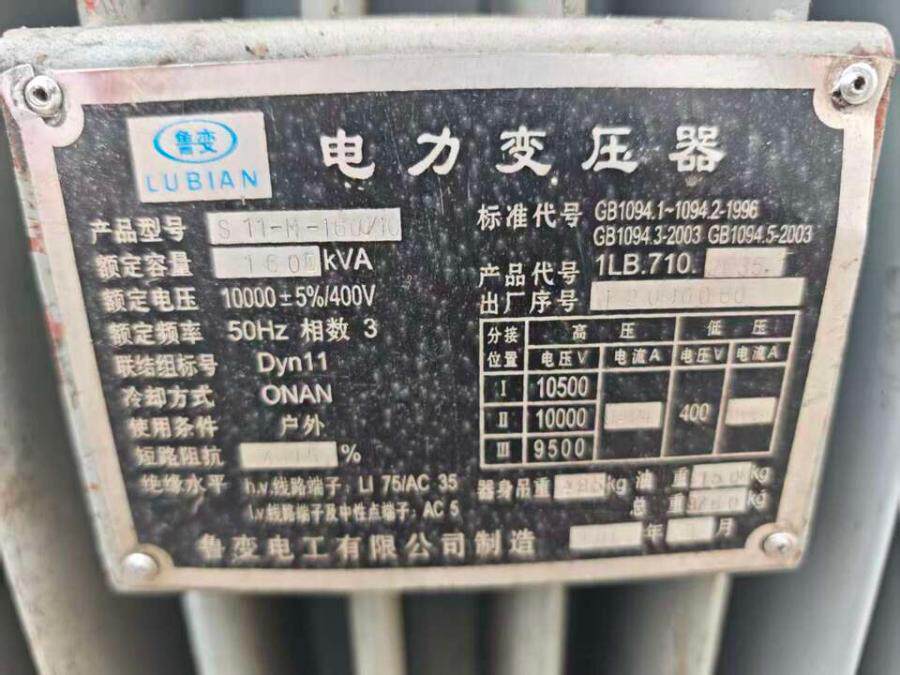 鲁变
LUBIAN
电力变压器
产品型号 S 11-M-1600/10
额定容量 1600 kVA
额定电压 10000±5%/400V
额定频率 50Hz 相数 3
联结组标号 Dyn11
冷却方式 ONAN
使用条件 户外
短路阻抗 %
绝缘水平 h.v.线路端子：LI 75/AC 35
l.v.线路端子及中性点端子：AC 5
标准代号 GB1094.1~1094.2-1996
GB1094.3-2003 GB1094.5-2003
产品代号 1LB.710.
出厂序号
分接位置 高压 低压
电压V 电流A 电压V 电流A
I 10500
II 10000 400
III 9500
器身吊重 kg 油重 kg
总重 kg
鲁变电工有限公司制造 年 月